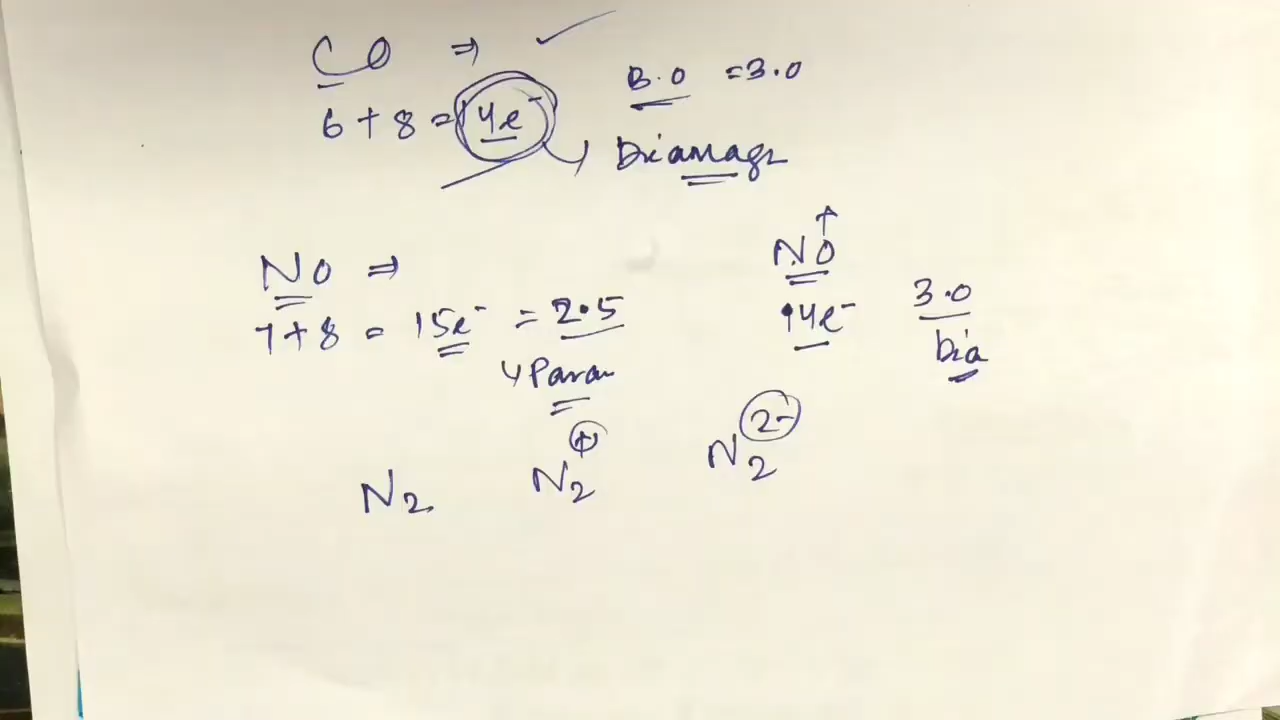 CO ⇒ ✓
B.O = 3.0
6 + 8 = 14e⁻
Diamag
NO ⇒
7 + 8 = 15e⁻ = 2.5
↳ Para
NO⁺
14e⁻ 3.0
Dia
N₂ N₂⁺ N₂²⁻